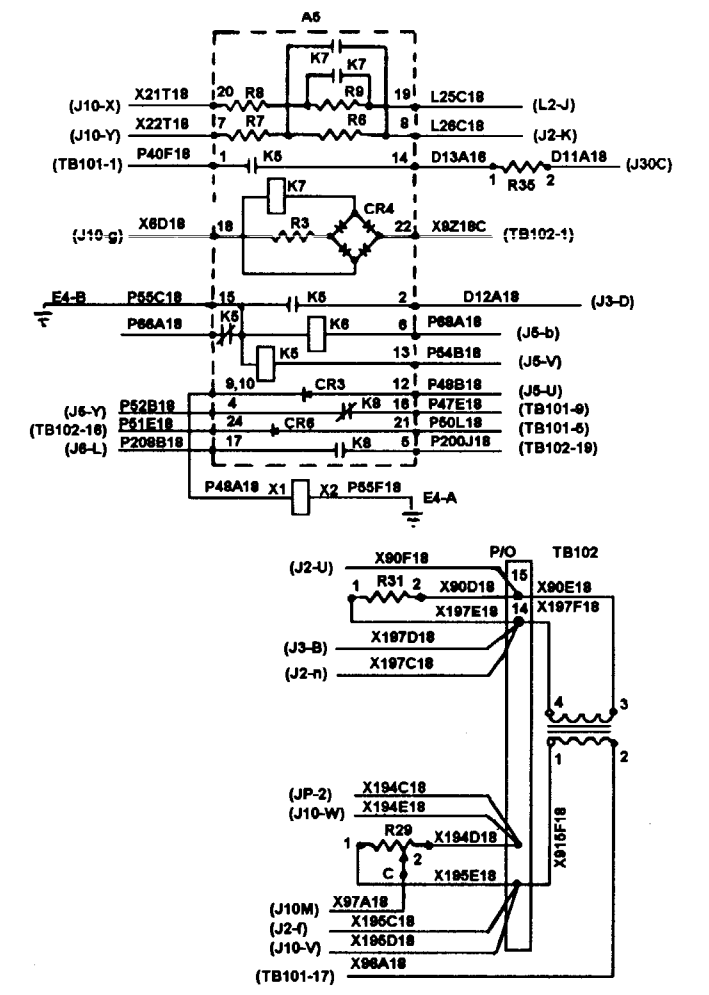 A5
K7
K7
(J10-X) X21T18 20 R8 R9 19 L25C18 (L2-J)
(J10-Y) X22T18 7 R7 R6 8 L26C18 (J2-K)
(TB101-1) P40F18 1 K5 14 D13A16 1 R35 2 D11A18 (J30C)
K7
CR4
(J10-g) X6D18 18 R3 22 X9Z18C (TB102-1)
E4-B P55C18 15 K5 2 D12A18 (J3-D)
P66A18 K5 K6 6 P68A18 (J5-b)
K5 13 P54B18 (J5-V)
9,10 CR3 12 P49B18 (J5-U)
(J5-Y) P52B18 4 K8 16 P47E18 (TB101-9)
(TB102-16) P51E18 24 CR6 21 P50L18 (TB101-5)
(J6-L) P209B18 17 K8 5 P200J18 (TB102-19)
P48A18 X1 X2 P55F18 E4-A
P/O TB102
(J2-U) X90F18 15
1 R31 2 X90D18 X90E18
X197E18 14 X197F18
(J3-B) X197D18
(J2-n) X197C18
4 3
1 2
(JP-2) X194C18
(J10-W) X194E18
1 R29 2 X194D18
X915F18
C X195E18
(J10M) X97A18
(J2-f) X195C18
(J10-V) X195D18
(TB101-17) X96A18